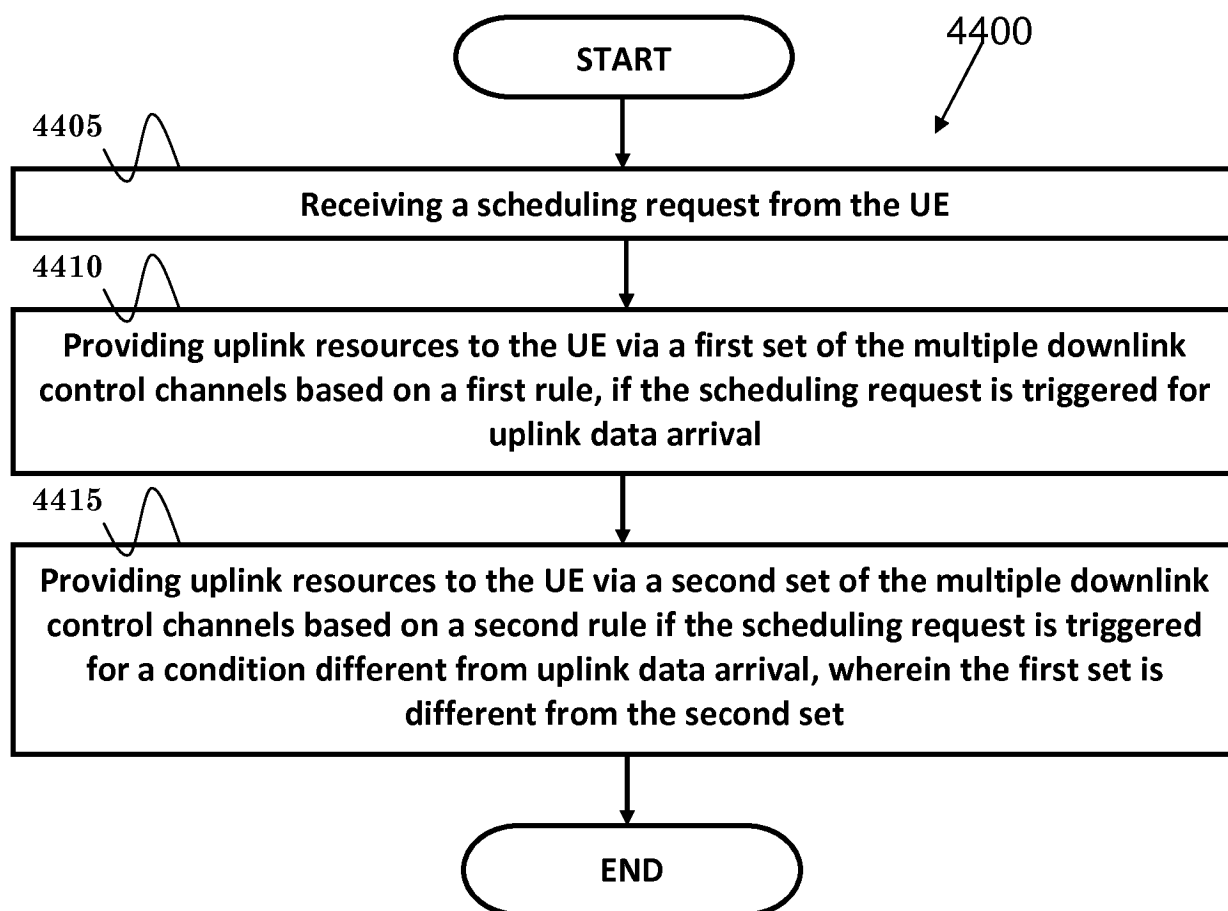 START
4400
4405
Receiving a scheduling request from the UE
4410
Providing uplink resources to the UE via a first set of the multiple downlink
control channels based on a first rule, if the scheduling request is triggered for
uplink data arrival
4415
Providing uplink resources to the UE via a second set of the multiple downlink
control channels based on a second rule if the scheduling request is triggered
for a condition different from uplink data arrival, wherein the first set is
different from the second set
END